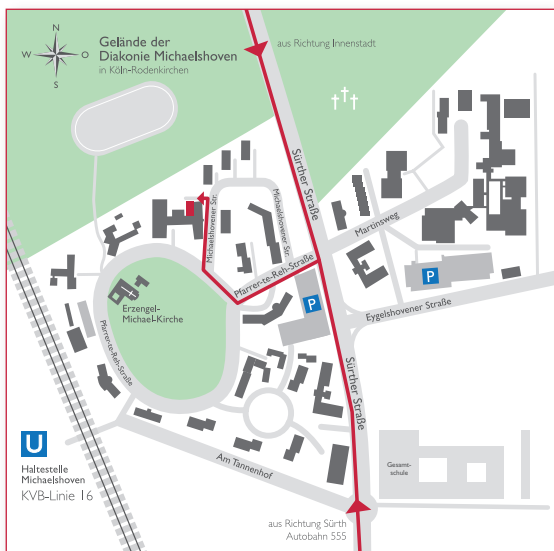 N
W
O
S
Gelände der
Diakonie Michaelshoven
in Köln-Rodenkirchen
aus Richtung Innenstadt
Sürther Straße
Martinsweg
Michaelshovener Str.
Michaelshovener Str.
Pfarrer-te-Reh-Straße
P
P
Eygelshovener Straße
Erzengel-
Michael-Kirche
Pfarrer-te-Reh-Straße
Sürther Straße
U
Haltestelle
Michaelshoven
KVB-Linie 16
Am Tannenhof
Gesamt-
schule
aus Richtung Sürth
Autobahn 555